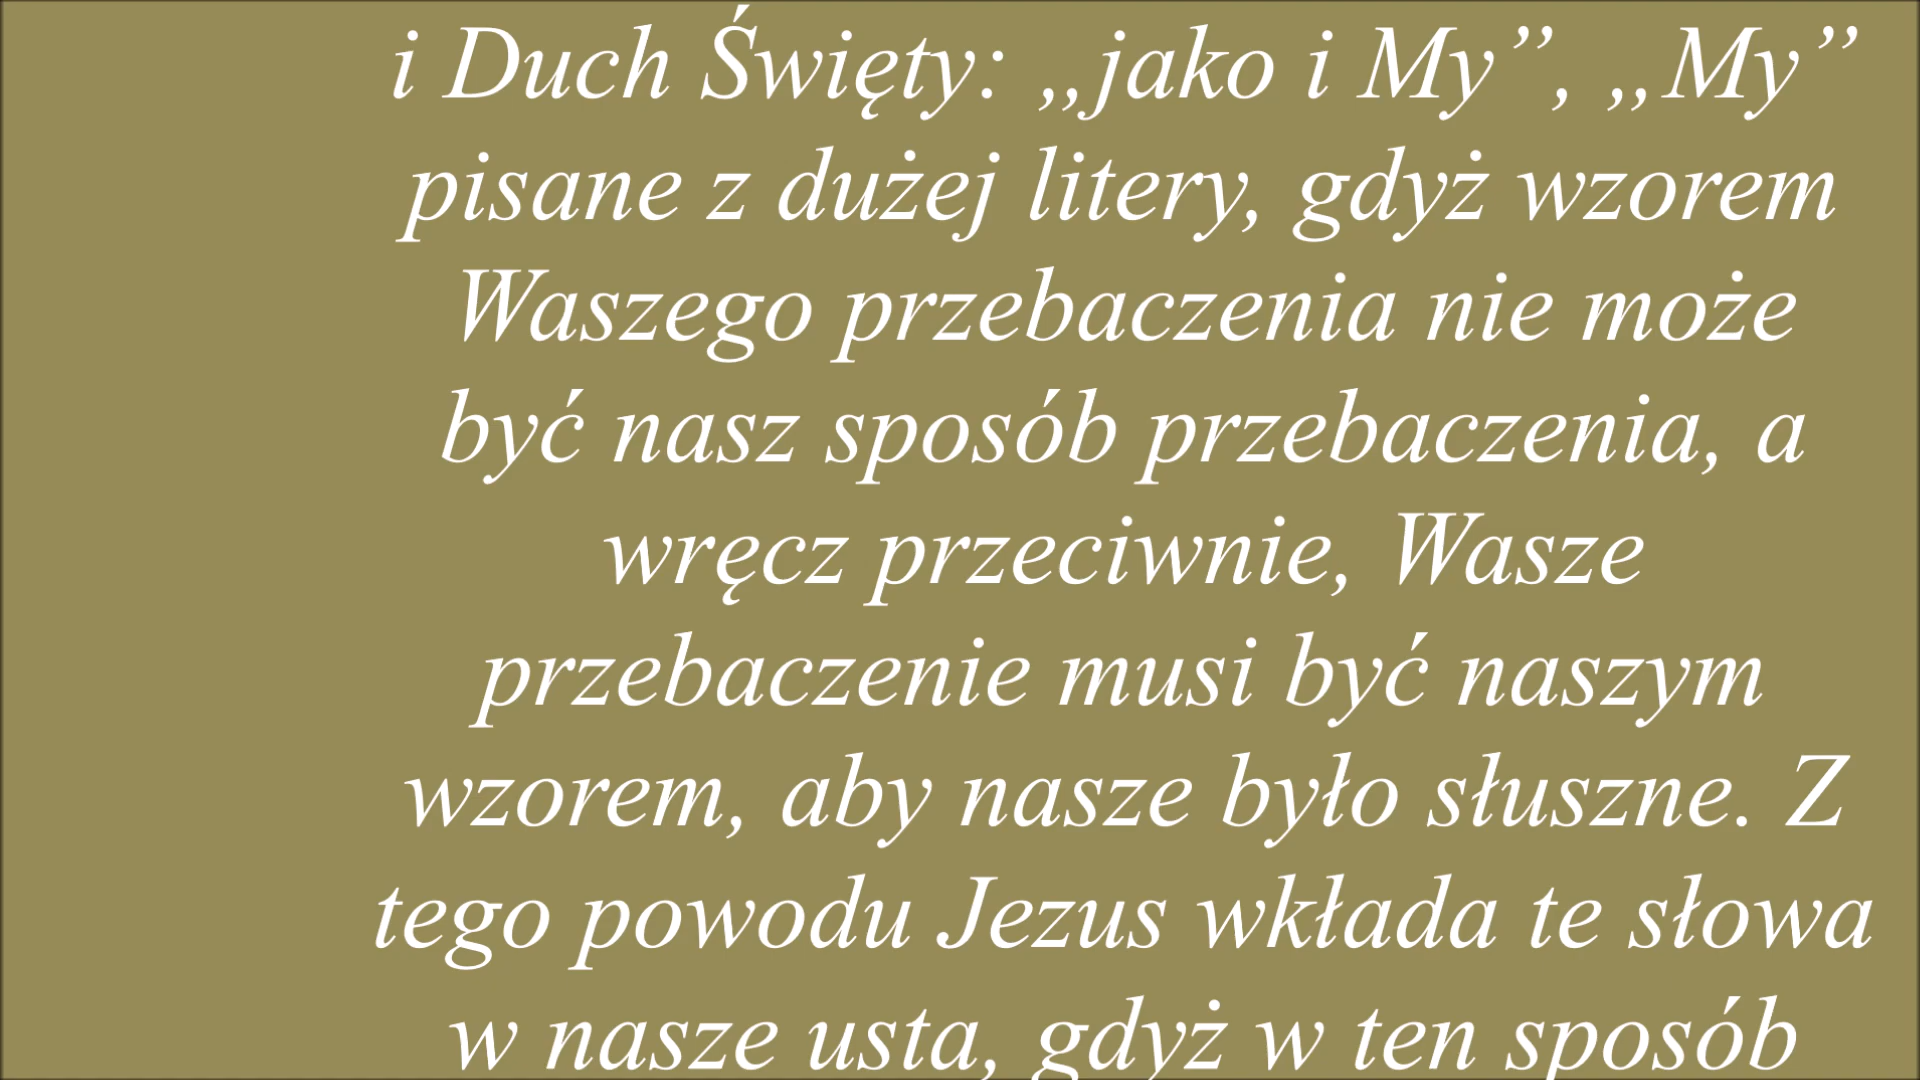 i Duch Święty: „jako i My”, „My”
pisane z dużej litery, gdyż wzorem
Waszego przebaczenia nie może
być nasz sposób przebaczenia, a
wręcz przeciwnie, Wasze
przebaczenie musi być naszym
wzorem, aby nasze było słuszne. Z
tego powodu Jezus wkłada te słowa
w nasze usta, gdyż w ten sposób